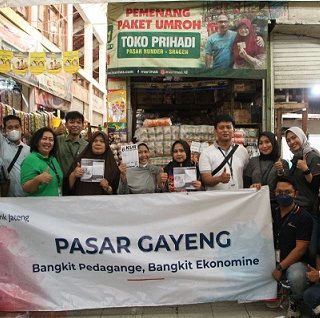 PEMENANG
PAKET UMROH
TOKO PRIHADI
PASAR BUNDER - SRAGEN
PASAR GAYENG
Bangkit Pedagange, Bangkit Ekonomine